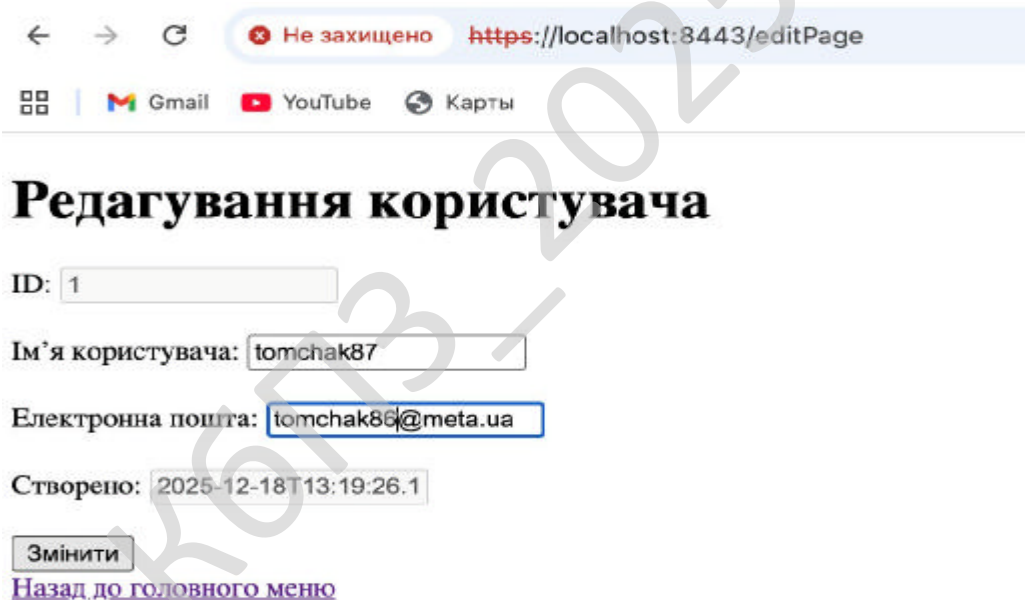 Не захищено https://localhost:8443/editPage
Gmail YouTube Карты
Редагування користувача
ID: 1
Ім’я користувача: tomchak87
Електронна пошта: tomchak86@meta.ua
Створено: 2025-12-18T13:19:26.1
Змінити
Назад до головного меню